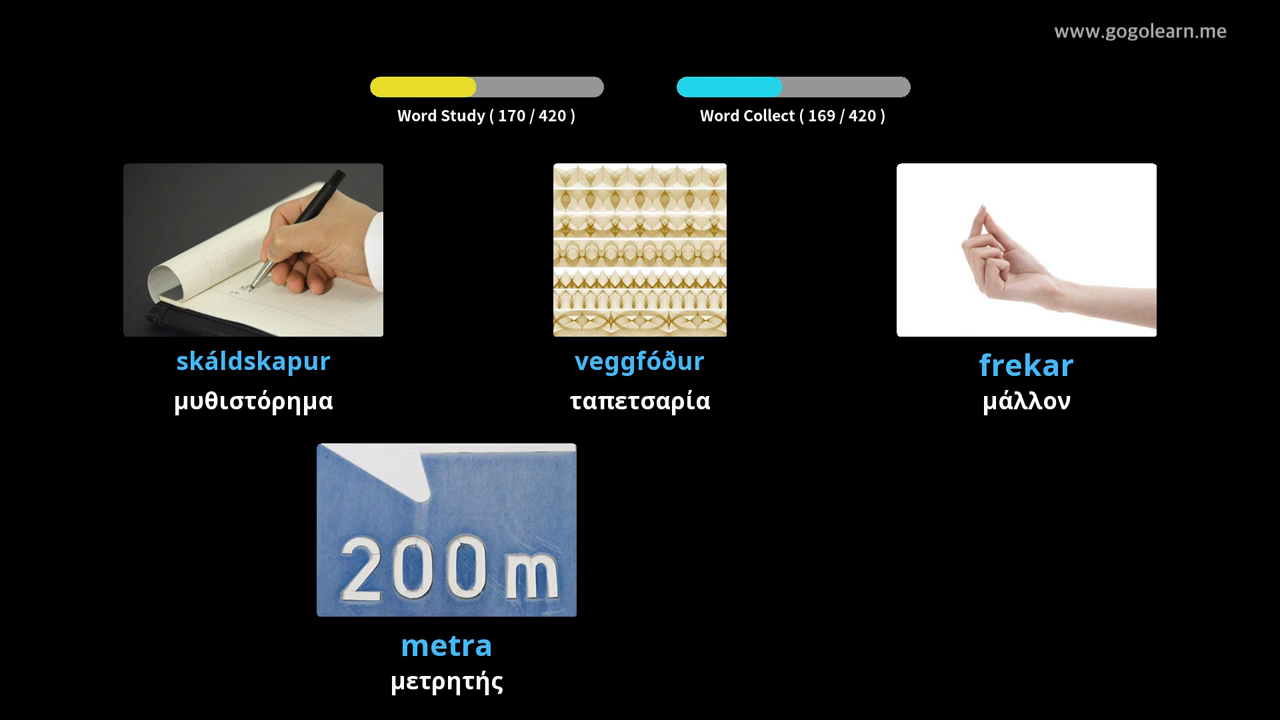 www.gogolearn.me
Word Study ( 170 / 420 )
Word Collect ( 169 / 420 )
skáldskapur
μυθιστόρημα
veggfóður
ταπετσαρία
frekar
μάλλον
200 m
metra
μετρητής